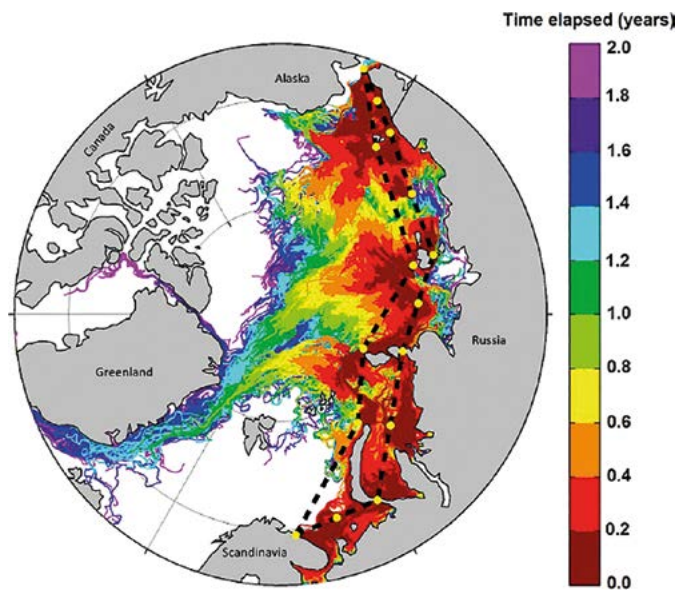 Time elapsed (years)
2.0
1.8
1.6
1.4
1.2
1.0
0.8
0.6
0.4
0.2
0.0
Alaska
Canada
Russia
Greenland
Scandinavia